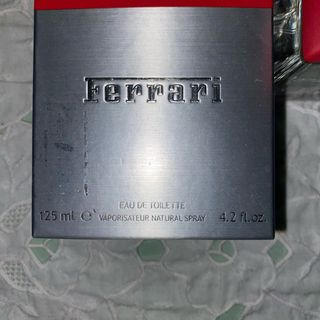 Ferrari
EAU DE TOILETTE
125 ml ℮ VAPORISATEUR NATURAL SPRAY 4.2 fl.oz.